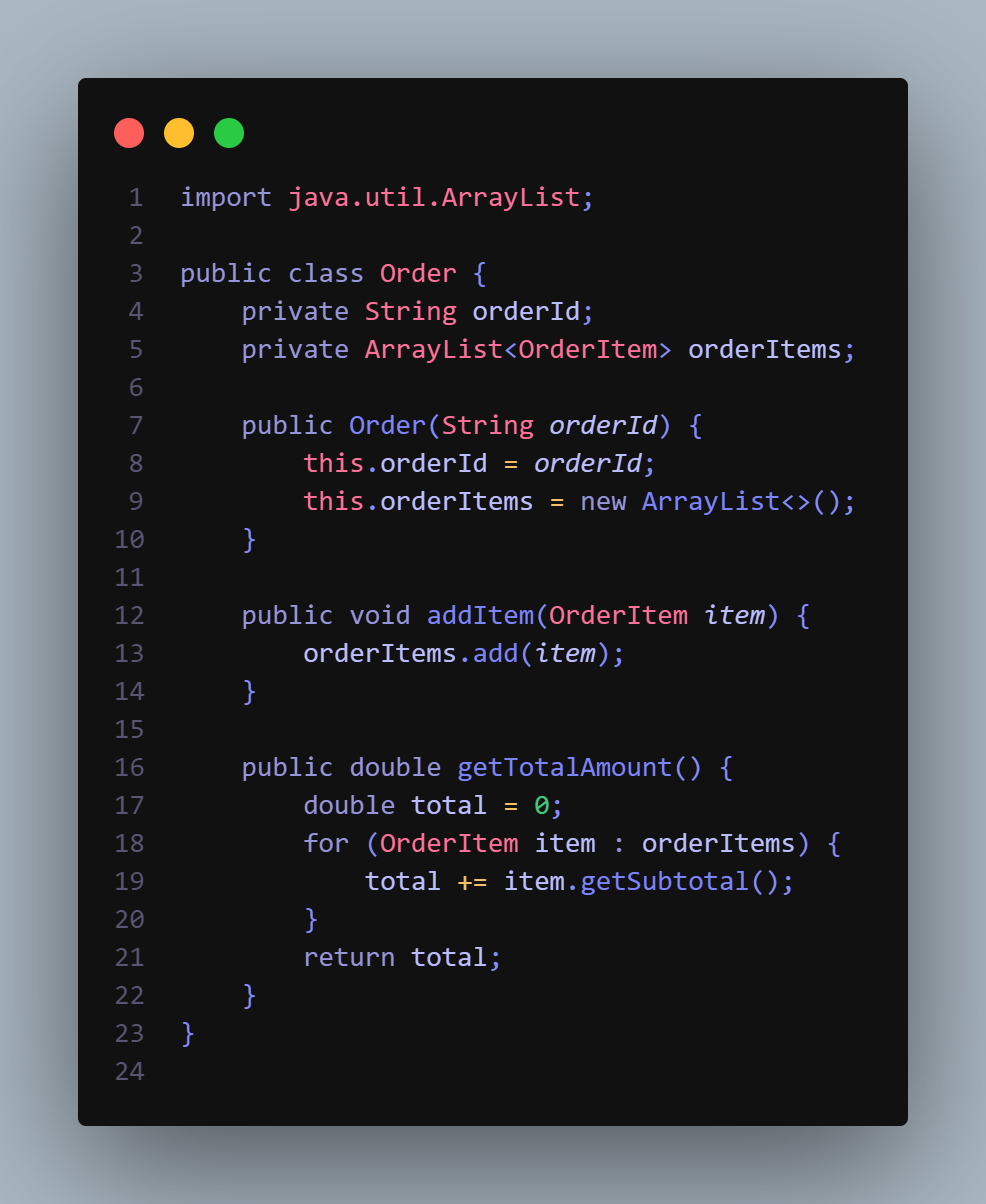 1 import java.util.ArrayList;
2
3 public class Order {
4     private String orderId;
5     private ArrayList<OrderItem> orderItems;
6
7     public Order(String orderId) {
8         this.orderId = orderId;
9         this.orderItems = new ArrayList<>();
10     }
11
12     public void addItem(OrderItem item) {
13         orderItems.add(item);
14     }
15
16     public double getTotalAmount() {
17         double total = 0;
18         for (OrderItem item : orderItems) {
19             total += item.getSubtotal();
20         }
21         return total;
22     }
23 }
24